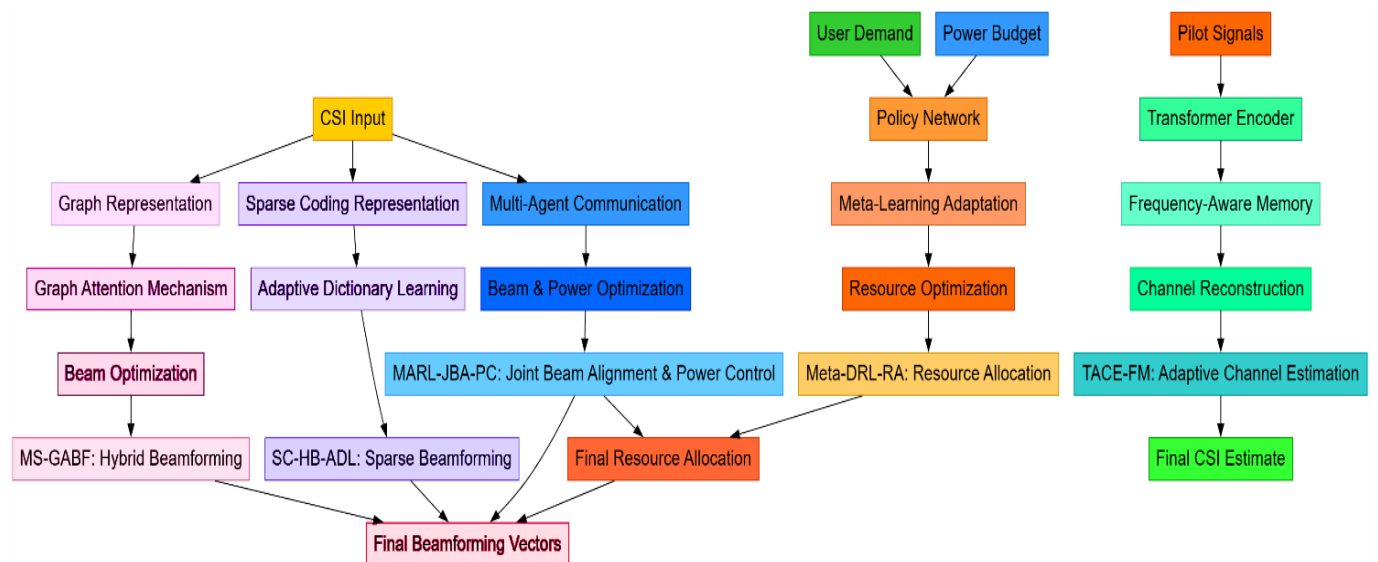 User Demand
Power Budget
Pilot Signals
CSI Input
Policy Network
Transformer Encoder
Graph Representation
Sparse Coding Representation
Multi-Agent Communication
Meta-Learning Adaptation
Frequency-Aware Memory
Graph Attention Mechanism
Adaptive Dictionary Learning
Beam & Power Optimization
Resource Optimization
Channel Reconstruction
Beam Optimization
MARL-JBA-PC: Joint Beam Alignment & Power Control
Meta-DRL-RA: Resource Allocation
TACE-FM: Adaptive Channel Estimation
MS-GABF: Hybrid Beamforming
SC-HB-ADL: Sparse Beamforming
Final Resource Allocation
Final CSI Estimate
Final Beamforming Vectors